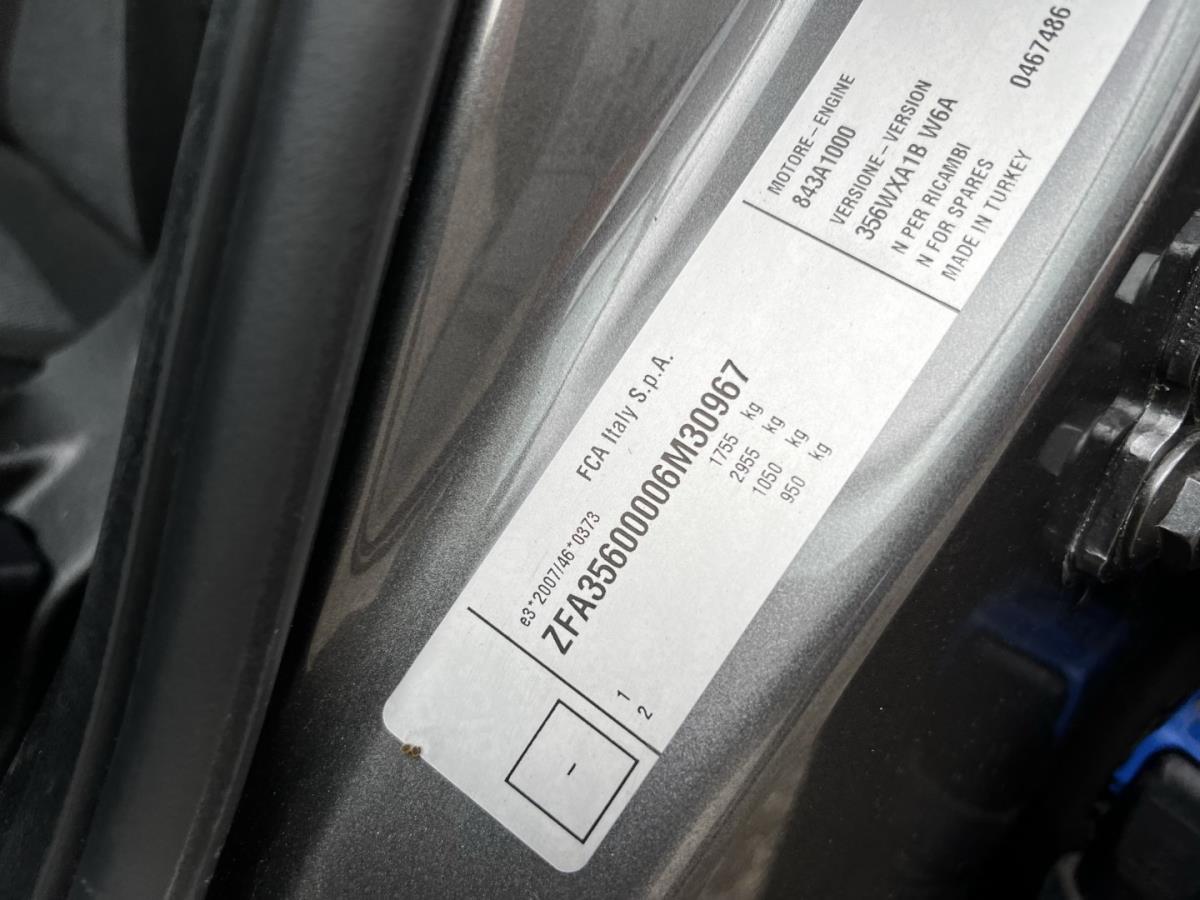 FCA Italy S.p.A.
e3*2007/46*0373
ZFA35600006M30967
1755 kg
2955 kg
1 1050 kg
2 950 kg
-
MOTORE - ENGINE
843A1000
VERSIONE - VERSION
356WXA1B W6A
N PER RICAMBI
N FOR SPARES
0467486
MADE IN TURKEY